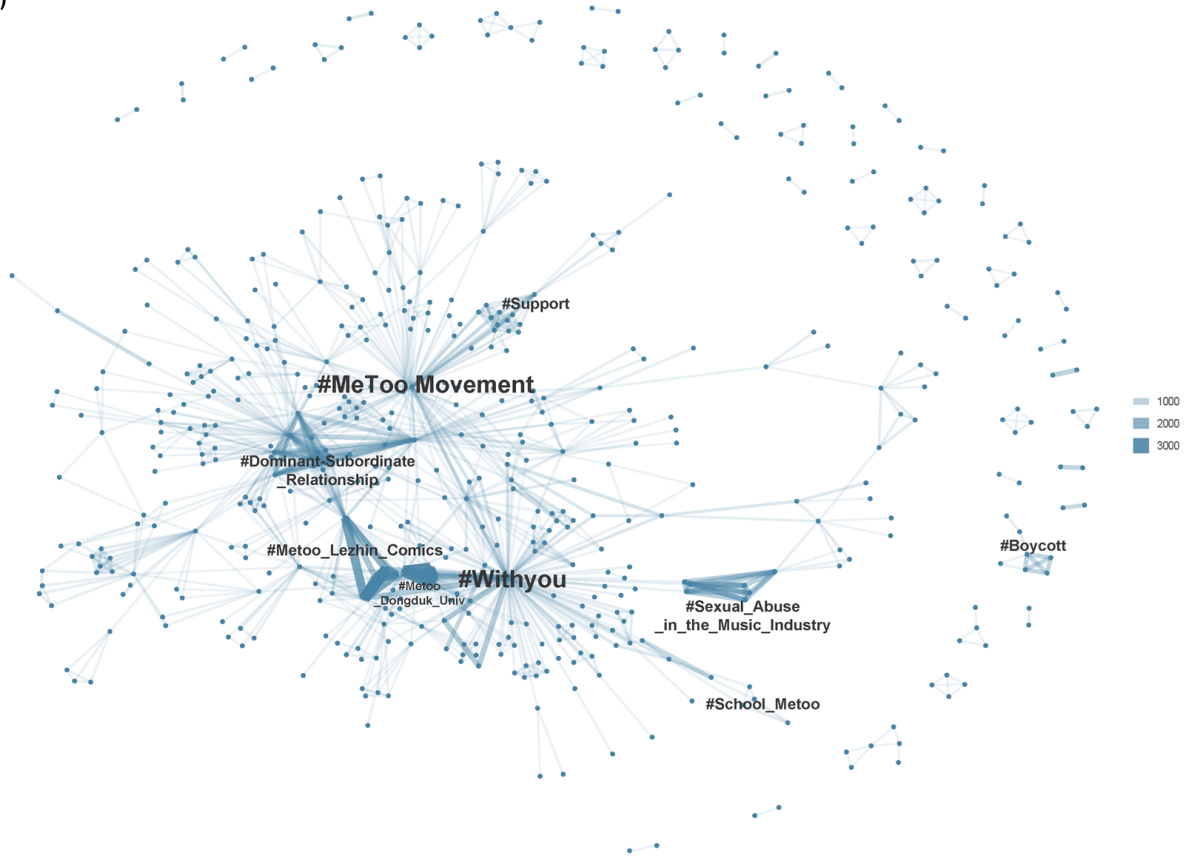 )
#Support
#MeToo Movement
#Dominant-Subordinate
_Relationship
1000
2000
3000
#Metoo_Lezhin_Comics
#Metoo
_Dongduk_Univ
#Withyou
#Boycott
#Sexual_Abuse
_in_the_Music_Industry
#School_Metoo